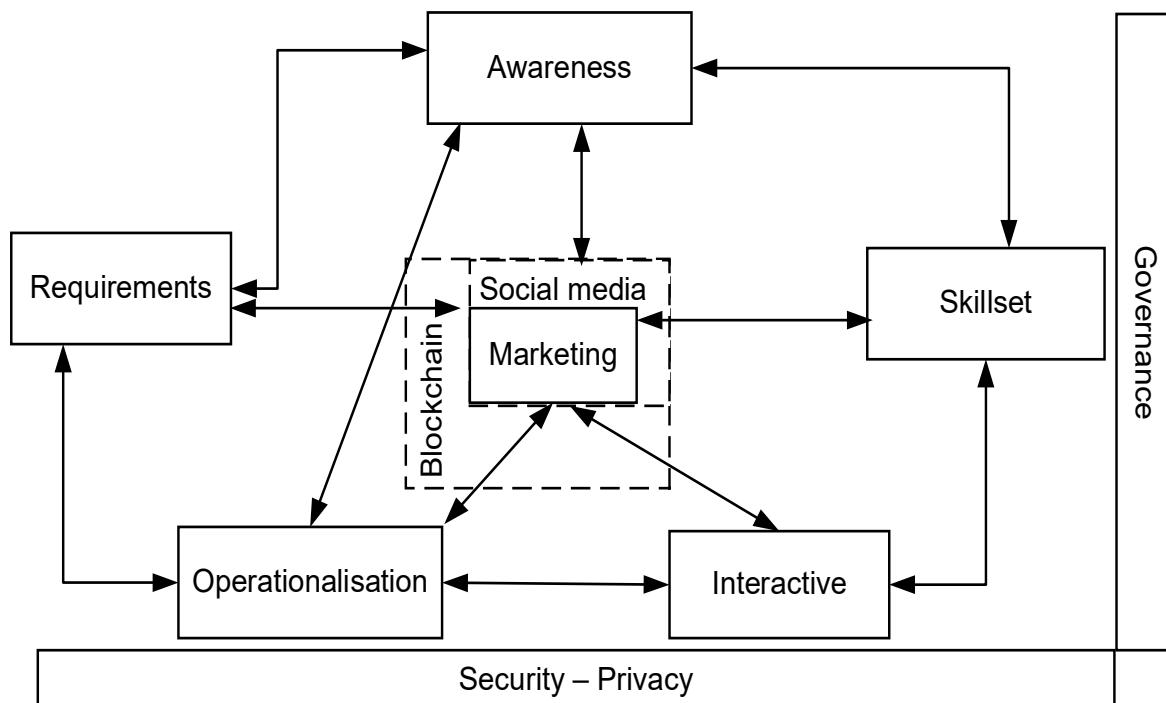 Awareness
Requirements
Social media
Marketing
Blockchain
Skillset
Governance
Operationalisation
Interactive
Security – Privacy